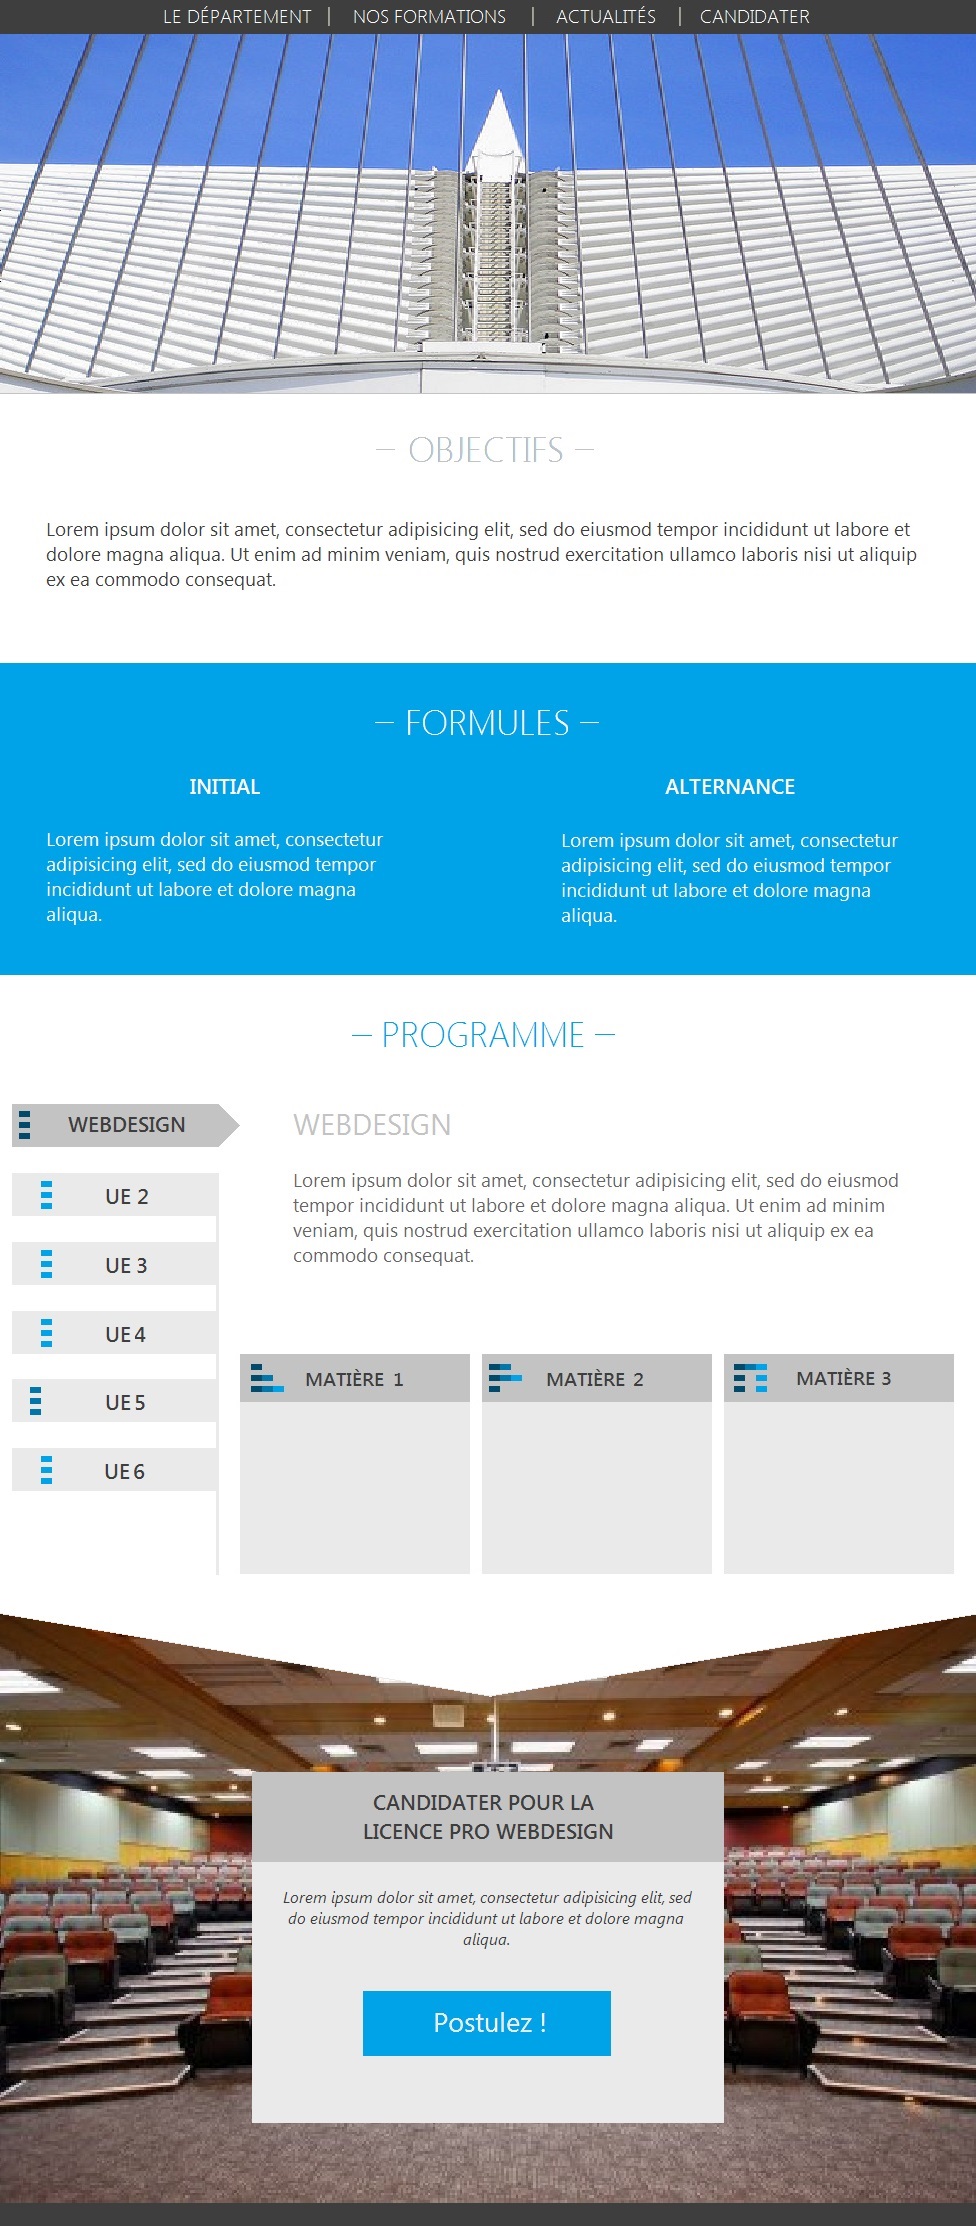 LE DÉPARTEMENT | NOS FORMATIONS | ACTUALITÉS | CANDIDATER
– OBJECTIFS –
Lorem ipsum dolor sit amet, consectetur adipisicing elit, sed do eiusmod tempor incididunt ut labore et
dolore magna aliqua. Ut enim ad minim veniam, quis nostrud exercitation ullamco laboris nisi ut aliquip
ex ea commodo consequat.
– FORMULES –
INITIAL
Lorem ipsum dolor sit amet, consectetur
adipisicing elit, sed do eiusmod tempor
incididunt ut labore et dolore magna
aliqua.
ALTERNANCE
Lorem ipsum dolor sit amet, consectetur
adipisicing elit, sed do eiusmod tempor
incididunt ut labore et dolore magna
aliqua.
– PROGRAMME –
WEBDESIGN
UE 2
UE 3
UE 4
UE 5
UE 6
WEBDESIGN
Lorem ipsum dolor sit amet, consectetur adipisicing elit, sed do eiusmod
tempor incididunt ut labore et dolore magna aliqua. Ut enim ad minim
veniam, quis nostrud exercitation ullamco laboris nisi ut aliquip ex ea
commodo consequat.
MATIÈRE 1
MATIÈRE 2
MATIÈRE 3
CANDIDATER POUR LA
LICENCE PRO WEBDESIGN
Lorem ipsum dolor sit amet, consectetur adipisicing elit, sed
do eiusmod tempor incididunt ut labore et dolore magna
aliqua.
Postulez !